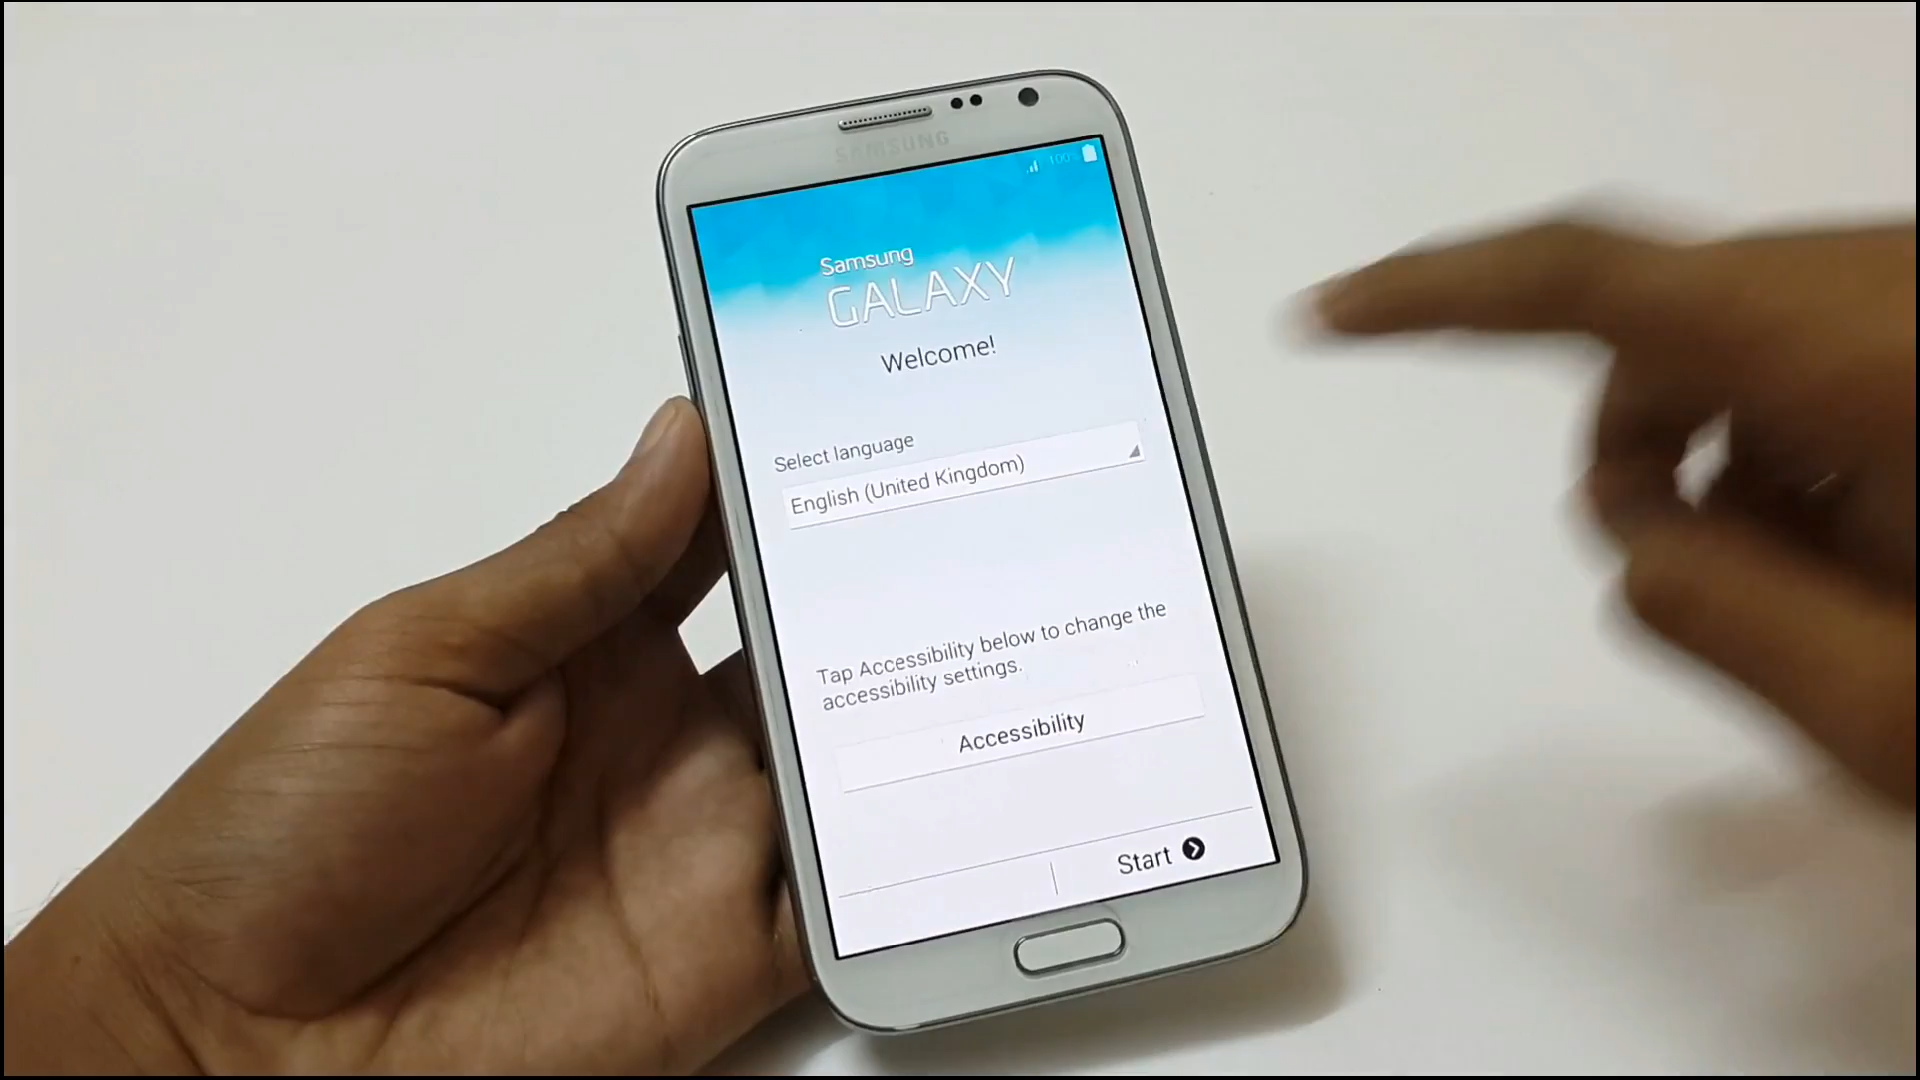 SAMSUNG
100%
Samsung
GALAXY
Welcome!
Select language
English (United Kingdom)
Tap Accessibility below to change the
accessibility settings.
Accessibility
Start